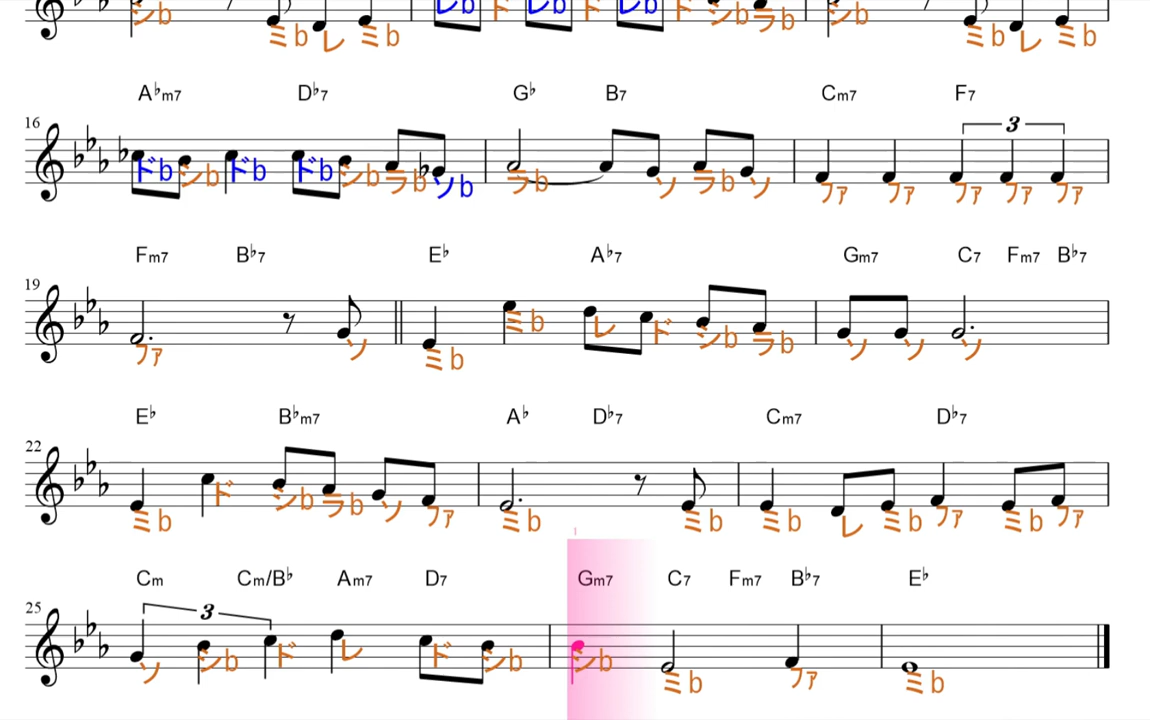 シb ミb レ ミb レb ド レb ド レb ド シb ラb シb ミb レ ミb
A♭m7 D♭7 G♭ B7 Cm7 F7
16 3
ドb シb ドb ドb シb ラb ソb ラb ソ ラb ソ ファ ファ ファ ファ ファ
Fm7 B♭7 E♭ A♭7 Gm7 C7 Fm7 B♭7
19
ファ ソ ミb ミb レ ド シb ラb ソ ソ ソ
E♭ B♭m7 A♭ D♭7 Cm7 D♭7
22
ミb ド シb ラb ソ ファ ミb ミb ミb レ ミb ファ ミb ファ
Cm Cm/B♭ Am7 D7 Gm7 C7 Fm7 B♭7 E♭
25 3
ソ シb ド レ ド シb シb ミb ファ ミb